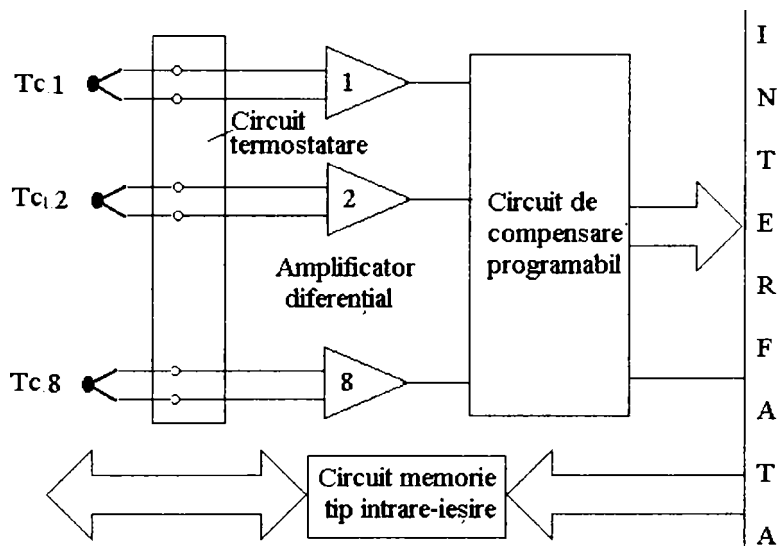 Tc.1
1
Circuit
termostatare
Tc.2
2
Circuit de
compensare
programabil
Amplificator
diferențial
Tc.8
8
Circuit memorie
tip intrare-ieșire
I
N
T
E
R
F
A
T
A